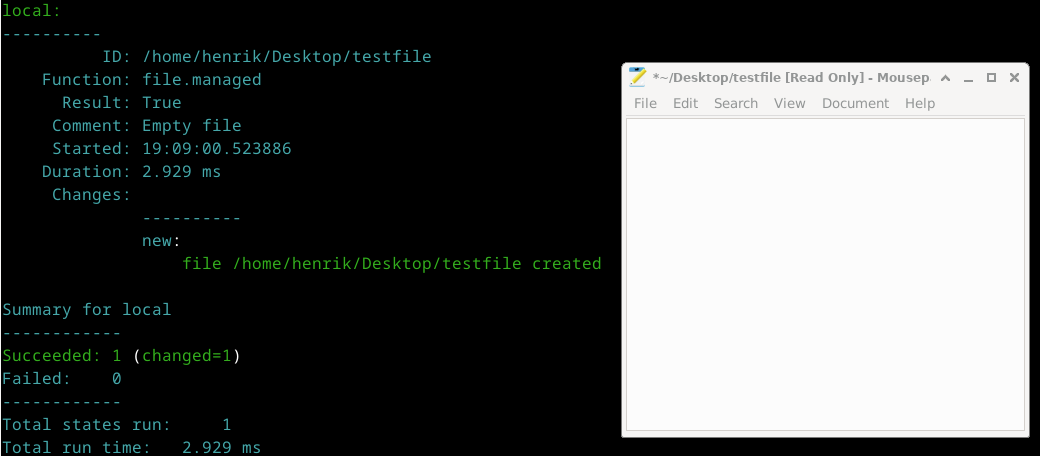 local:
----------
          ID: /home/henrik/Desktop/testfile
    Function: file.managed
      Result: True
     Comment: Empty file
     Started: 19:09:00.523886
    Duration: 2.929 ms
     Changes:
              ----------
              new:
                  file /home/henrik/Desktop/testfile created
Summary for local
------------
Succeeded: 1 (changed=1)
Failed:    0
------------
Total states run:     1
Total run time:   2.929 ms
*~/Desktop/testfile [Read Only] - Mousep
File Edit Search View Document Help